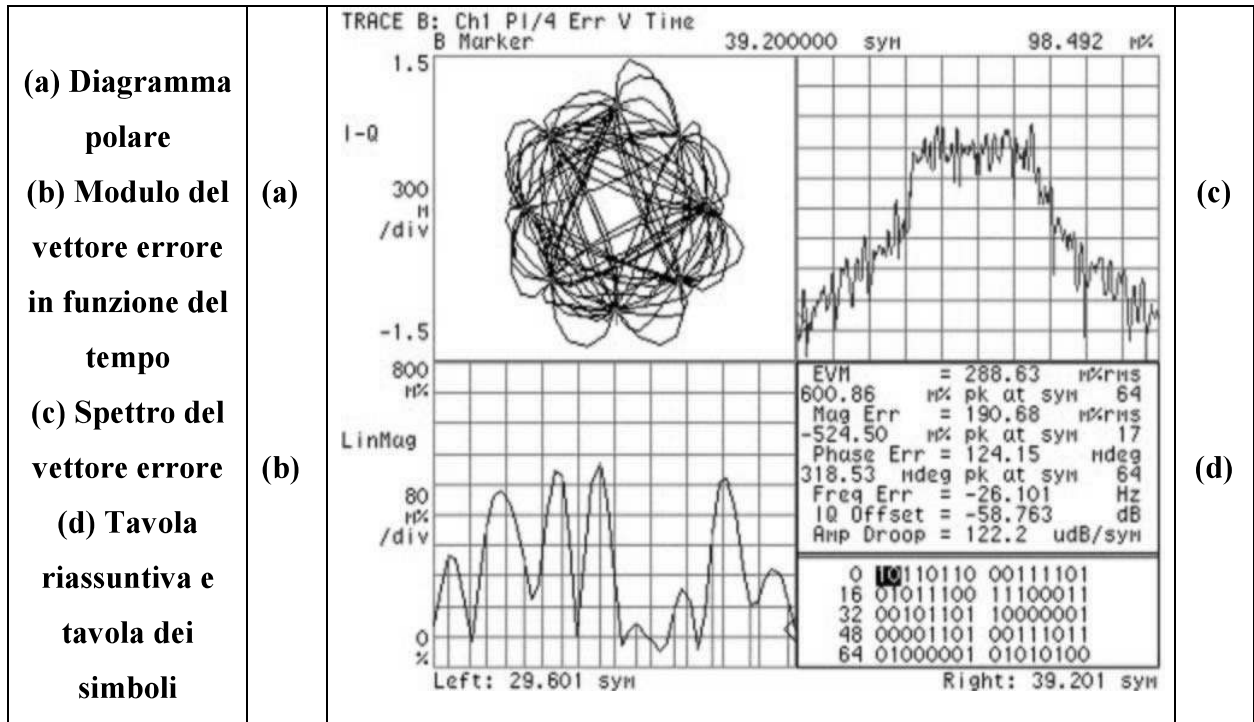 (a) Diagramma
polare
(b) Modulo del
vettore errore
in funzione del
tempo
(c) Spettro del
vettore errore
(d) Tavola
riassuntiva e
tavola dei
simboli
(a)
(b)
TRACE B: Ch1 PI/4 Err V Time
B Marker 39.200000 sym 98.492 m%
1.5
I-Q
300
m
/div
-1.5
800
m%
LinMag
80
m%
/div
0
%
Left: 29.601 sym Right: 39.201 sym
EVM = 288.63 m%rms
600.86 m% pk at sym 64
Mag Err = 190.68 m%rms
-524.50 m% pk at sym 17
Phase Err = 124.15 mdeg
318.53 mdeg pk at sym 64
Freq Err = -26.101 Hz
IQ Offset = -58.763 dB
Amp Droop = 122.2 udB/sym
0 10110110 00111101
16 01011100 11100011
32 00101101 10000001
48 00001101 00111011
64 01000001 01010100
(c)
(d)